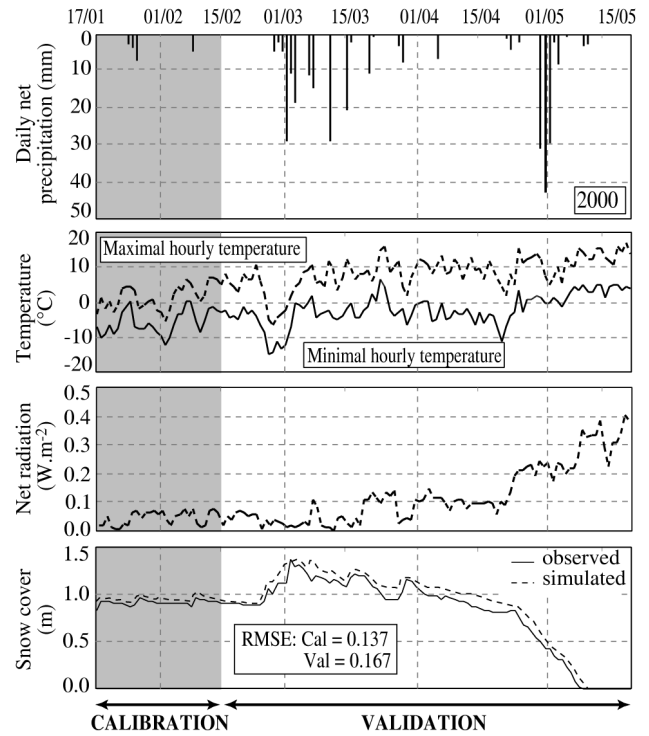 17/01 01/02 15/02 01/03 15/03 01/04 15/04 01/05 15/05
Daily net
precipitation (mm)
0
10
20
30
40
50
2000
Temperature
(°C)
20
10
0
-10
-20
Maximal hourly temperature
Minimal hourly temperature
Net radiation
(W.m-2)
0.5
0.4
0.3
0.2
0.1
0.0
Snow cover
(m)
1.5
1.0
0.5
0.0
observed
simulated
RMSE: Cal = 0.137
Val = 0.167
CALIBRATION VALIDATION